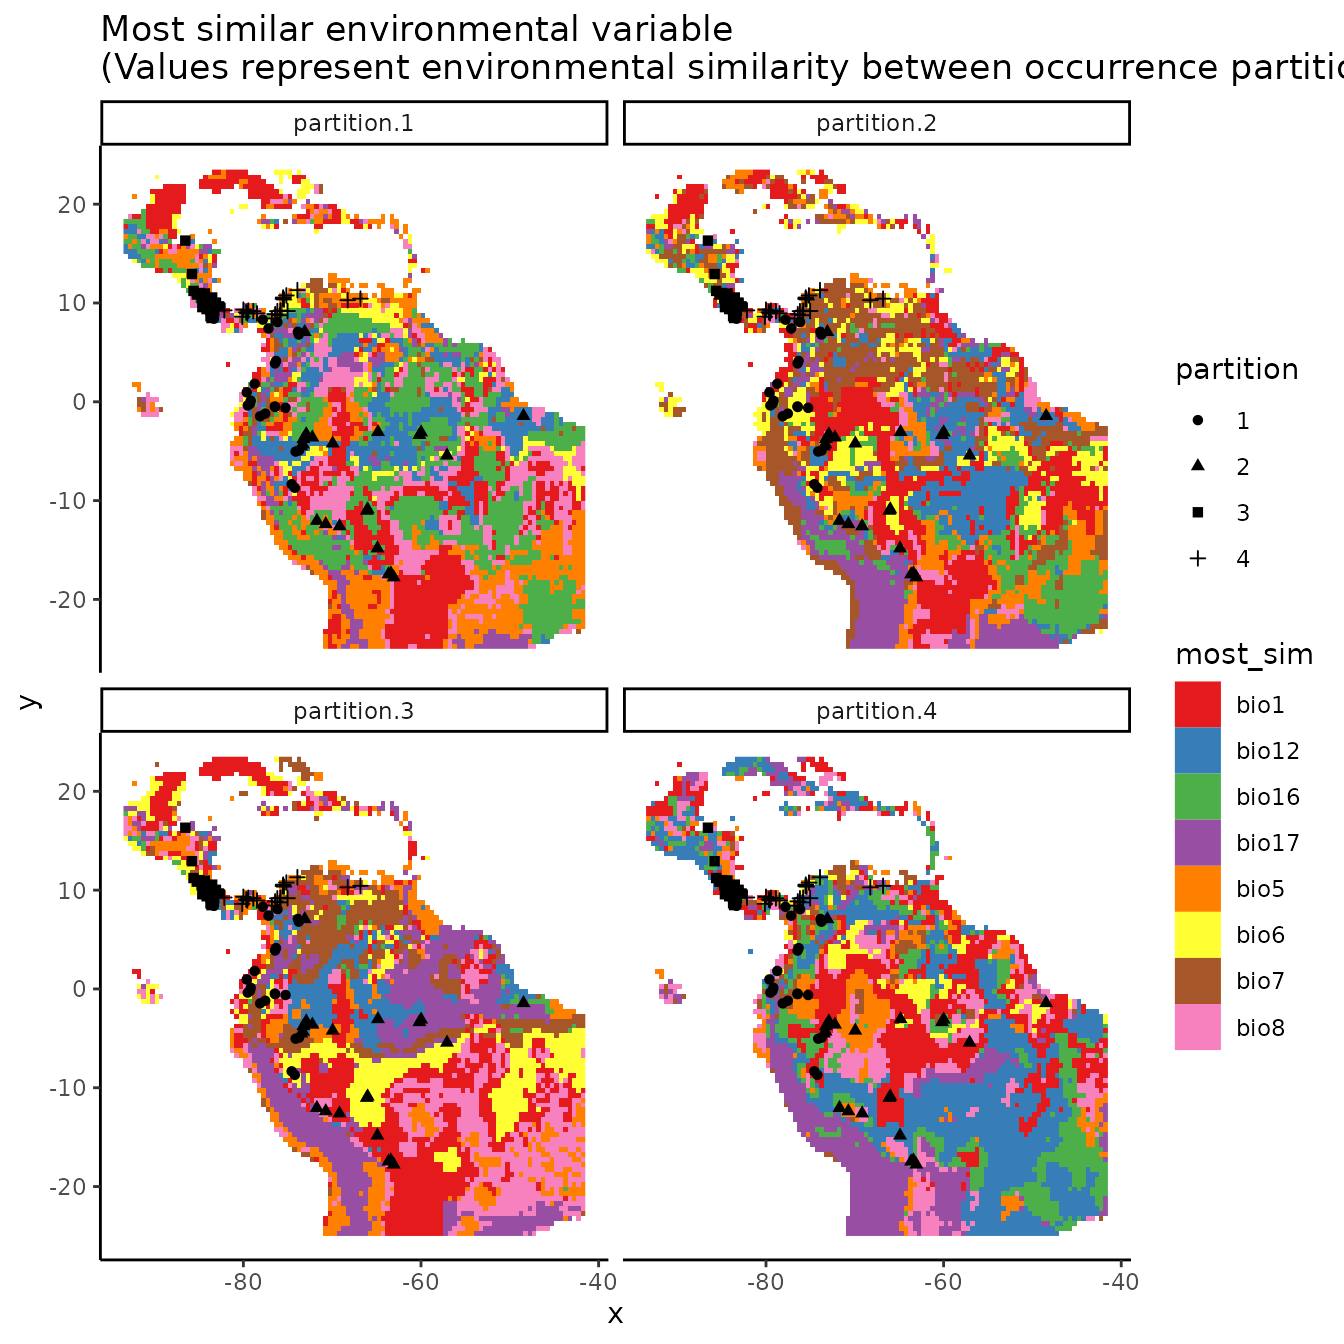 Most similar environmental variable
(Values represent environmental similarity between occurrence partitio
partition.1
partition.2
20
10
0
-10
-20
partition.3
partition.4
20
10
0
-10
-20
-80
-60
-40
-80
-60
-40
x
y
partition
1
2
3
4
most_sim
bio1
bio12
bio16
bio17
bio5
bio6
bio7
bio8